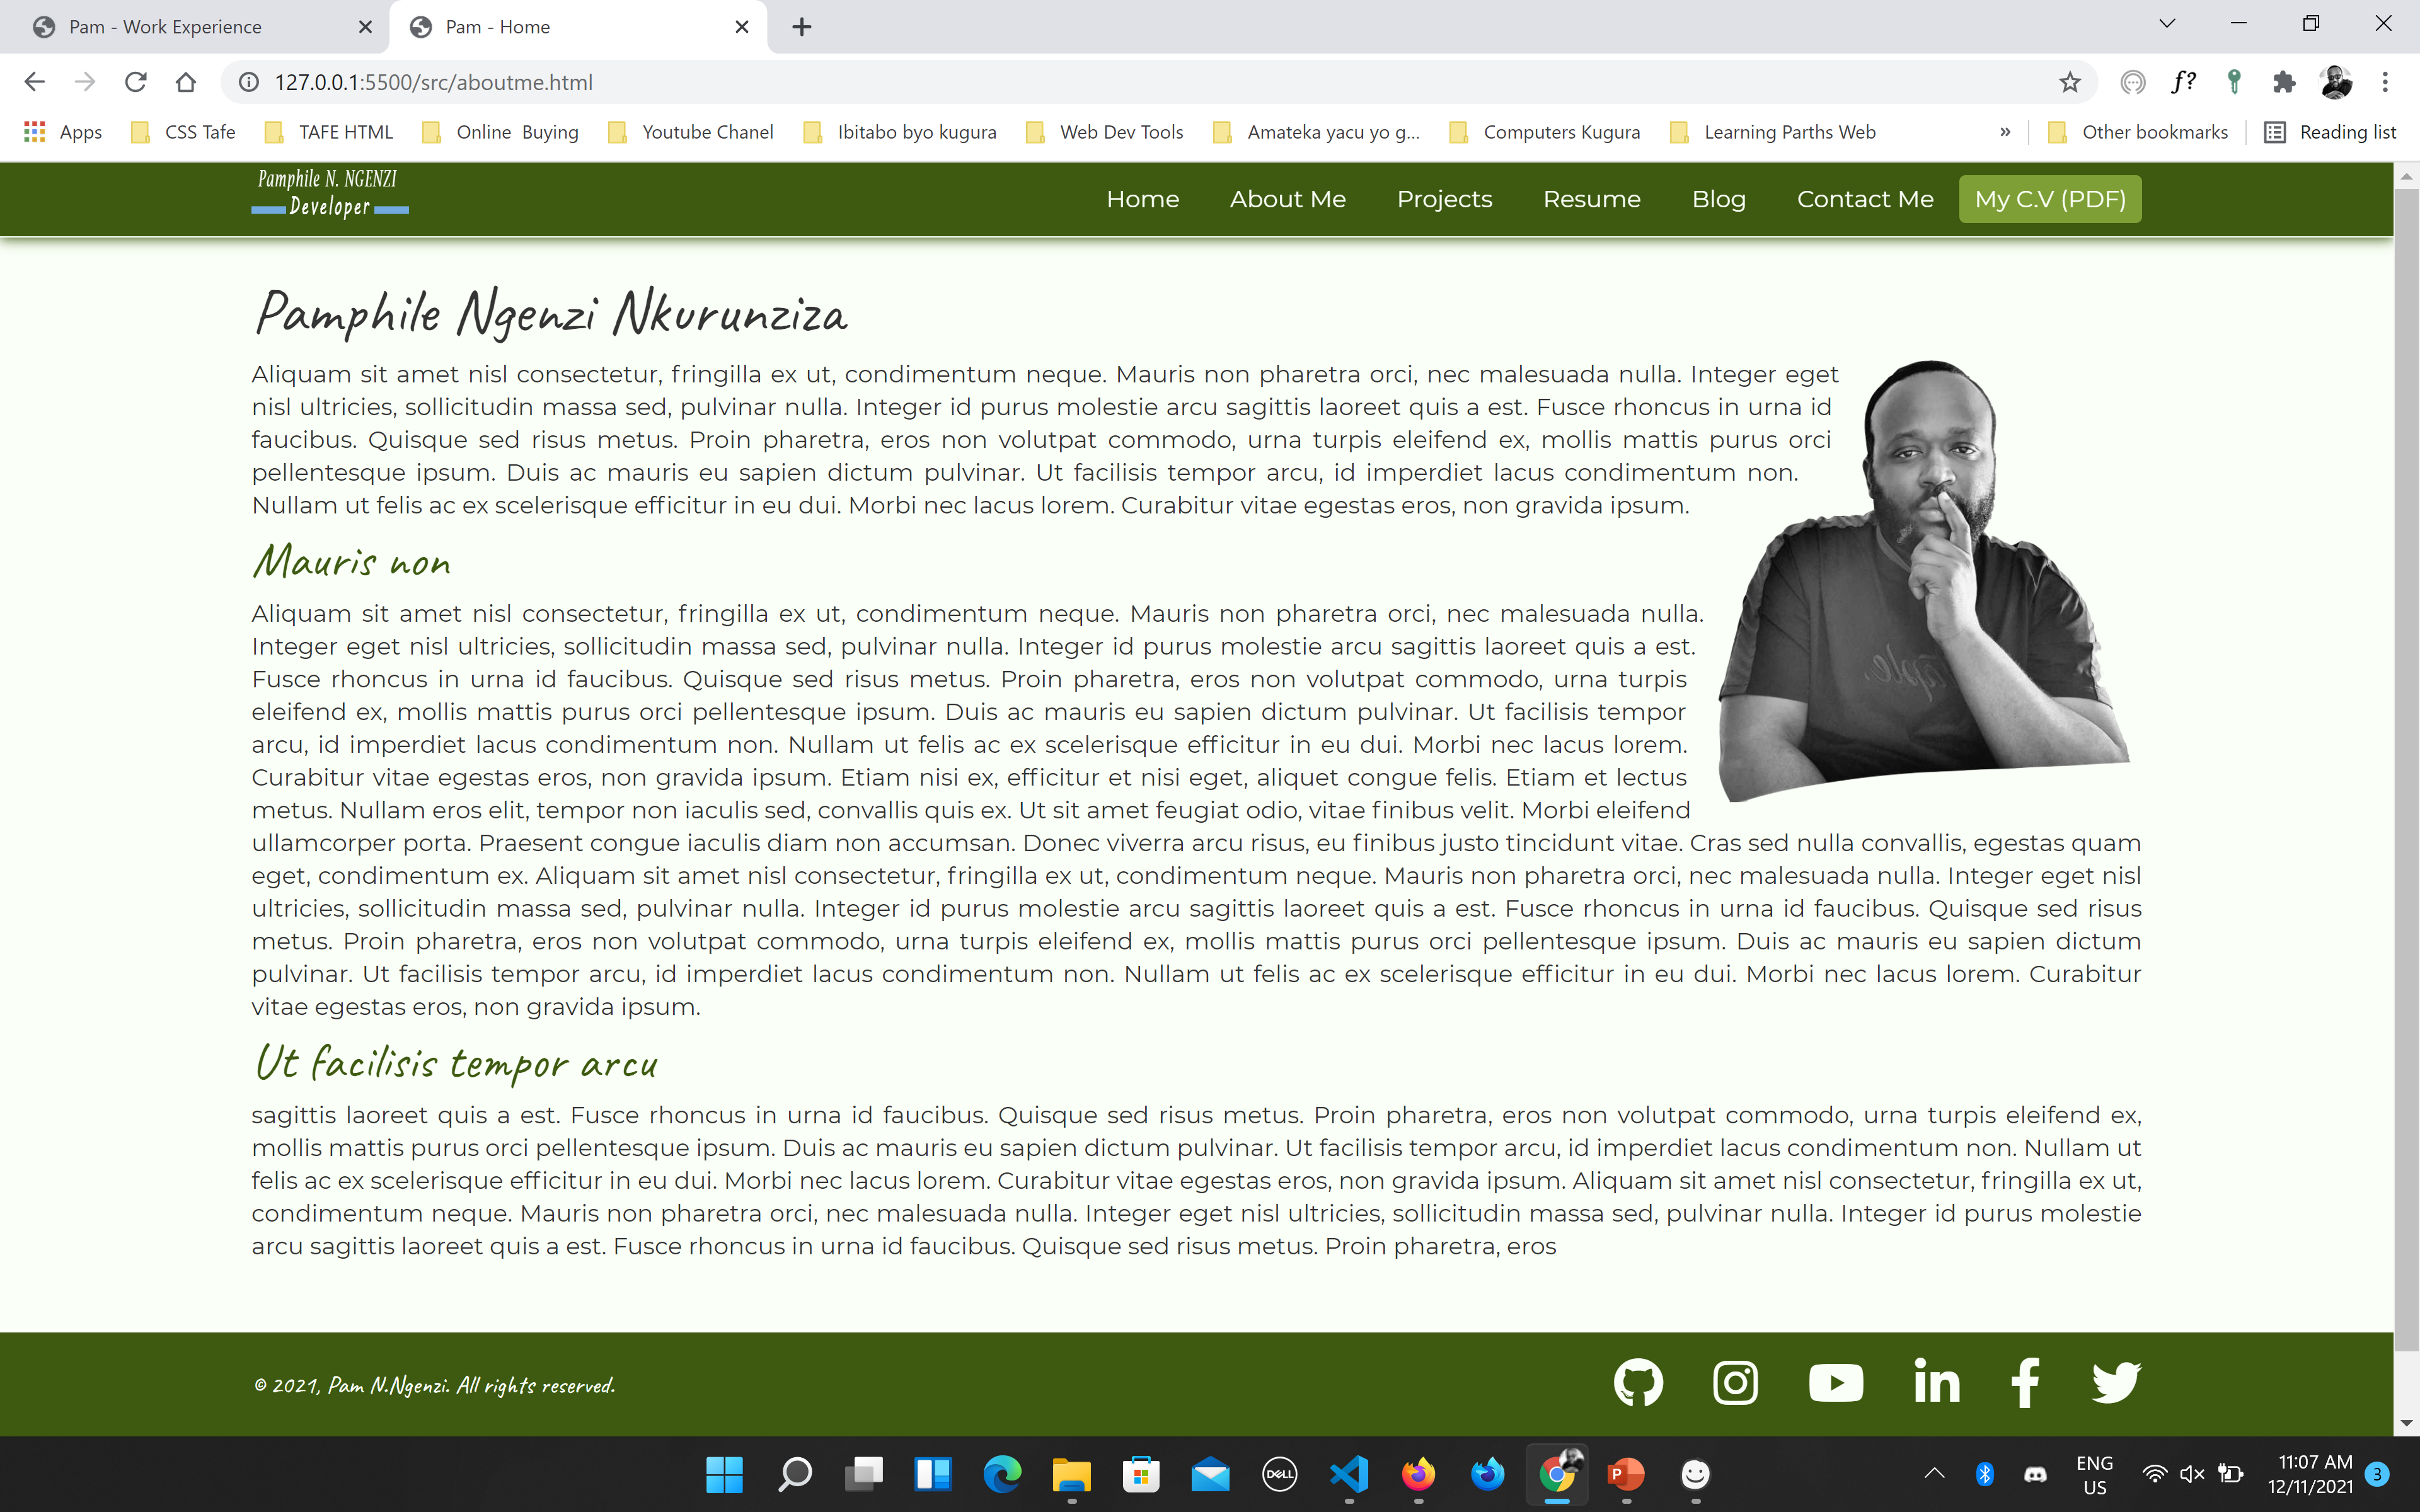 Pam - Work Experience
Pam - Home
127.0.0.1:5500/src/aboutme.html
f?
Apps
CSS Tafe
TAFE HTML
Online Buying
Youtube Chanel
Ibitabo byo kugura
Web Dev Tools
Amateka yacu yo g...
Computers Kugura
Learning Parths Web
»
Other bookmarks
Reading list
Pamphile N. NGENZI
Developer
Home
About Me
Projects
Resume
Blog
Contact Me
My C.V (PDF)
Pamphile Ngenzi Nkurunziza
Aliquam sit amet nisl consectetur, fringilla ex ut, condimentum neque. Mauris non pharetra orci, nec malesuada nulla. Integer eget
nisl ultricies, sollicitudin massa sed, pulvinar nulla. Integer id purus molestie arcu sagittis laoreet quis a est. Fusce rhoncus in urna id
faucibus. Quisque sed risus metus. Proin pharetra, eros non volutpat commodo, urna turpis eleifend ex, mollis mattis purus orci
pellentesque ipsum. Duis ac mauris eu sapien dictum pulvinar. Ut facilisis tempor arcu, id imperdiet lacus condimentum non.
Nullam ut felis ac ex scelerisque efficitur in eu dui. Morbi nec lacus lorem. Curabitur vitae egestas eros, non gravida ipsum.
Mauris non
Aliquam sit amet nisl consectetur, fringilla ex ut, condimentum neque. Mauris non pharetra orci, nec malesuada nulla.
Integer eget nisl ultricies, sollicitudin massa sed, pulvinar nulla. Integer id purus molestie arcu sagittis laoreet quis a est.
Fusce rhoncus in urna id faucibus. Quisque sed risus metus. Proin pharetra, eros non volutpat commodo, urna turpis
eleifend ex, mollis mattis purus orci pellentesque ipsum. Duis ac mauris eu sapien dictum pulvinar. Ut facilisis tempor
arcu, id imperdiet lacus condimentum non. Nullam ut felis ac ex scelerisque efficitur in eu dui. Morbi nec lacus lorem.
Curabitur vitae egestas eros, non gravida ipsum. Etiam nisi ex, efficitur et nisi eget, aliquet congue felis. Etiam et lectus
metus. Nullam eros elit, tempor non iaculis sed, convallis quis ex. Ut sit amet feugiat odio, vitae finibus velit. Morbi eleifend
ullamcorper porta. Praesent congue iaculis diam non accumsan. Donec viverra arcu risus, eu finibus justo tincidunt vitae. Cras sed nulla convallis, egestas quam
eget, condimentum ex. Aliquam sit amet nisl consectetur, fringilla ex ut, condimentum neque. Mauris non pharetra orci, nec malesuada nulla. Integer eget nisl
ultricies, sollicitudin massa sed, pulvinar nulla. Integer id purus molestie arcu sagittis laoreet quis a est. Fusce rhoncus in urna id faucibus. Quisque sed risus
metus. Proin pharetra, eros non volutpat commodo, urna turpis eleifend ex, mollis mattis purus orci pellentesque ipsum. Duis ac mauris eu sapien dictum
pulvinar. Ut facilisis tempor arcu, id imperdiet lacus condimentum non. Nullam ut felis ac ex scelerisque efficitur in eu dui. Morbi nec lacus lorem. Curabitur
vitae egestas eros, non gravida ipsum.
Ut facilisis tempor arcu
sagittis laoreet quis a est. Fusce rhoncus in urna id faucibus. Quisque sed risus metus. Proin pharetra, eros non volutpat commodo, urna turpis eleifend ex,
mollis mattis purus orci pellentesque ipsum. Duis ac mauris eu sapien dictum pulvinar. Ut facilisis tempor arcu, id imperdiet lacus condimentum non. Nullam ut
felis ac ex scelerisque efficitur in eu dui. Morbi nec lacus lorem. Curabitur vitae egestas eros, non gravida ipsum. Aliquam sit amet nisl consectetur, fringilla ex ut,
condimentum neque. Mauris non pharetra orci, nec malesuada nulla. Integer eget nisl ultricies, sollicitudin massa sed, pulvinar nulla. Integer id purus molestie
arcu sagittis laoreet quis a est. Fusce rhoncus in urna id faucibus. Quisque sed risus metus. Proin pharetra, eros
© 2021, Pam N.Ngenzi. All rights reserved.
in
f
DELL
P
ENG
US
11:07 AM
12/11/2021
3